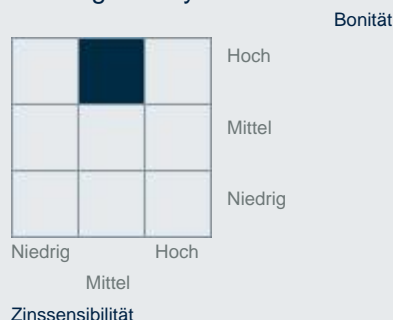 Bonität
Hoch
Mittel
Niedrig
Niedrig
Hoch
Mittel
Zinssensibilität